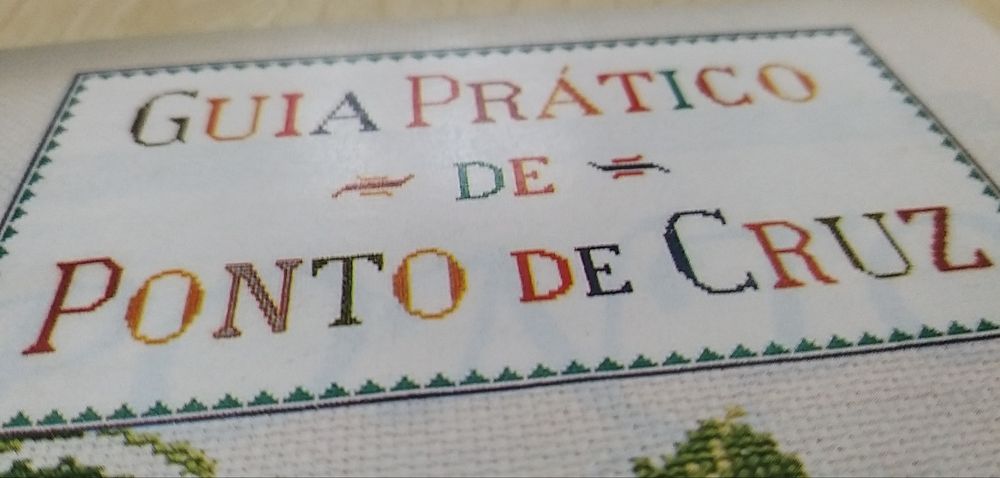 GUIA PRÁTICO
DE
PONTO DE CRUZ